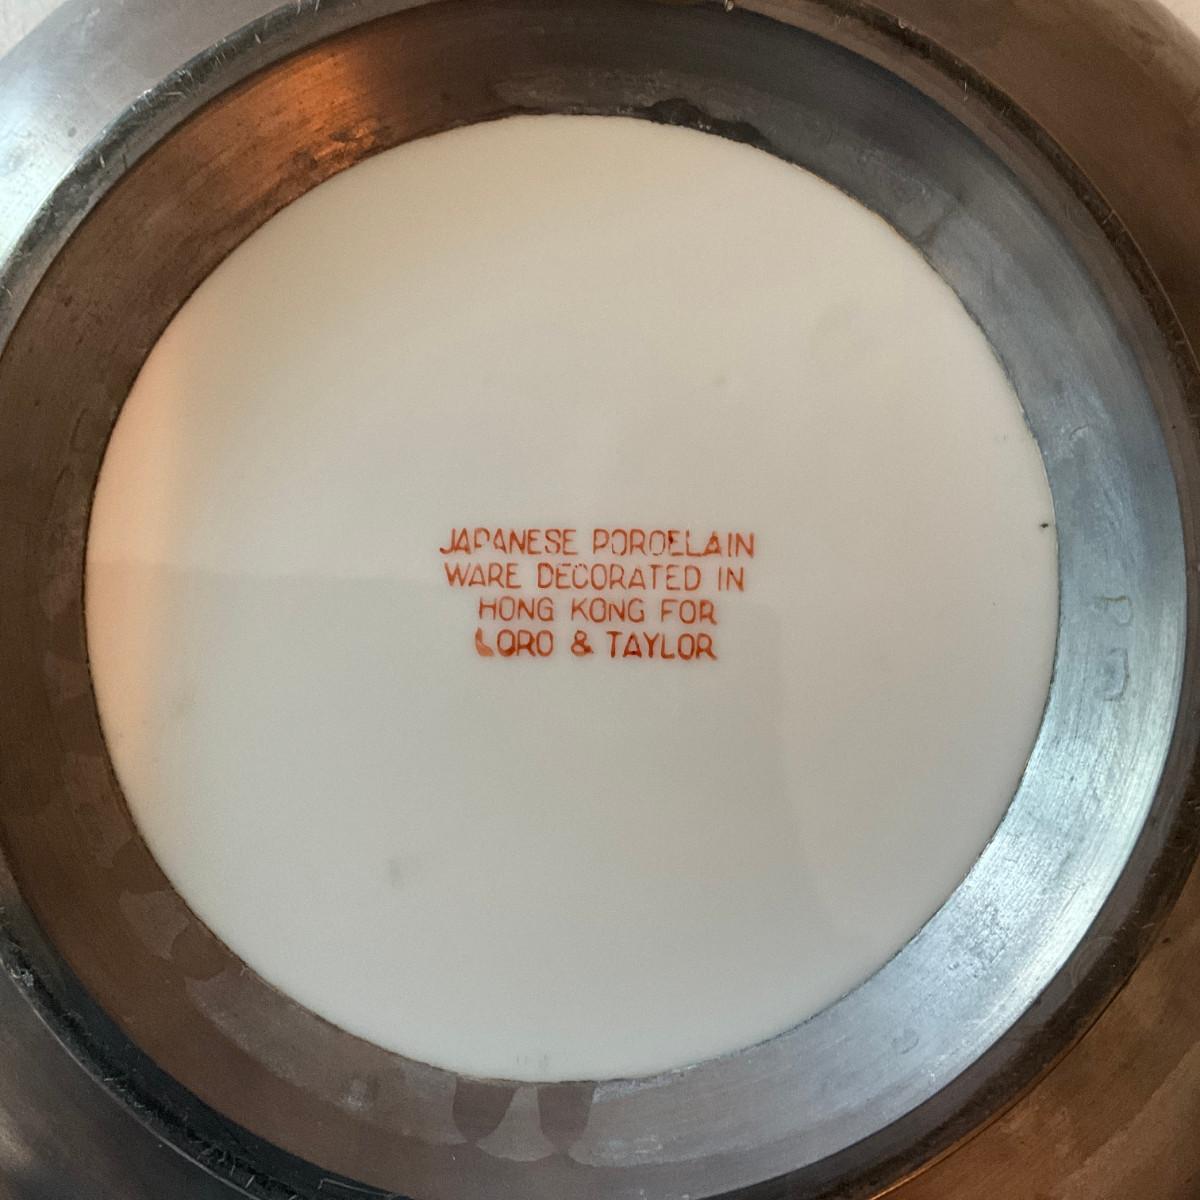 JAPANESE PORCELAIN
WARE DECORATED IN
HONG KONG FOR
LORD & TAYLOR